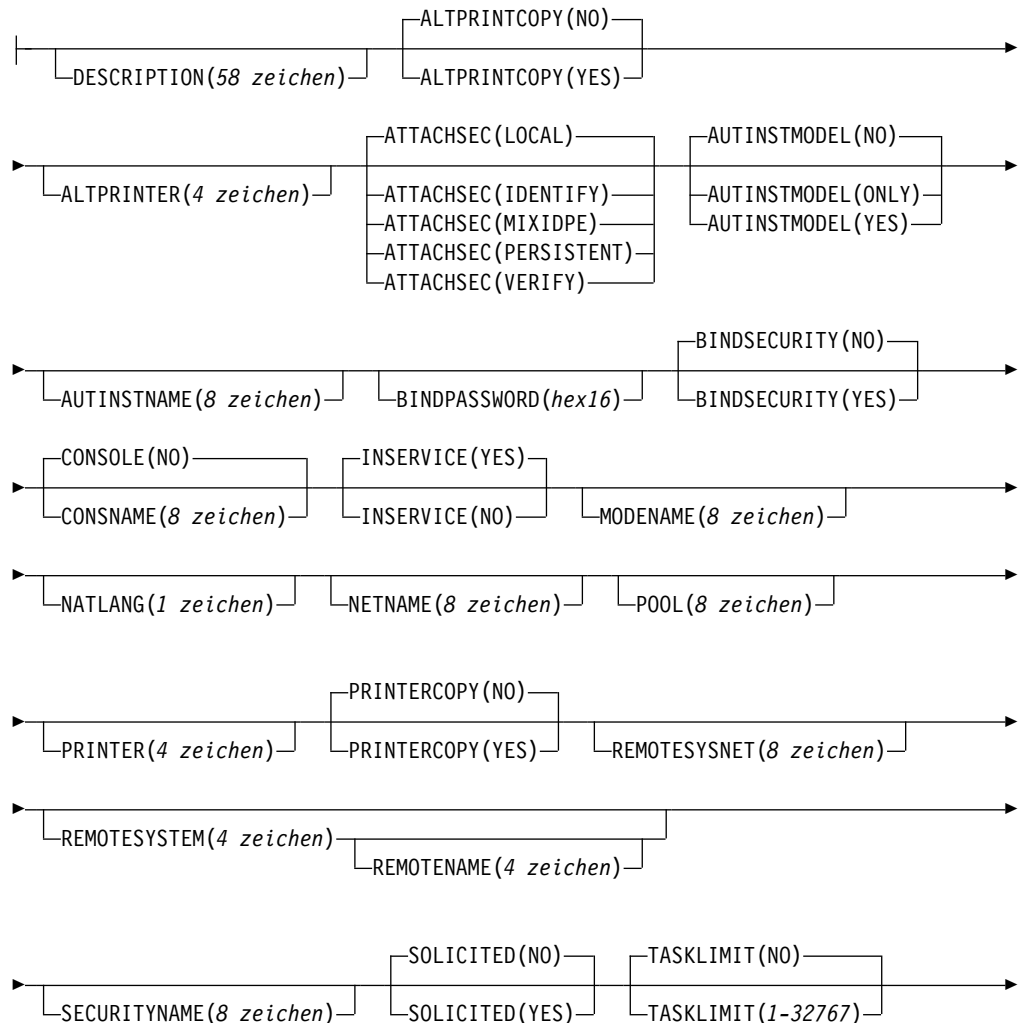 ALTPRINTCOPY(NO)
DESCRIPTION(58 zeichen) ALTPRINTCOPY(YES)
ATTACHSEC(LOCAL) AUTINSTMODEL(NO)
ALTPRINTER(4 zeichen) ATTACHSEC(IDENTIFY) AUTINSTMODEL(ONLY)
ATTACHSEC(MIXIDPE) AUTINSTMODEL(YES)
ATTACHSEC(PERSISTENT)
ATTACHSEC(VERIFY)
BINDSECURITY(NO)
AUTINSTNAME(8 zeichen) BINDPASSWORD(hex16) BINDSECURITY(YES)
CONSOLE(NO) INSERVICE(YES)
CONSNAME(8 zeichen) INSERVICE(NO) MODENAME(8 zeichen)
NATLANG(1 zeichen) NETNAME(8 zeichen) POOL(8 zeichen)
PRINTERCOPY(NO)
PRINTER(4 zeichen) PRINTERCOPY(YES) REMOTESYSNET(8 zeichen)
REMOTESYSTEM(4 zeichen)
REMOTENAME(4 zeichen)
SOLICITED(NO) TASKLIMIT(NO)
SECURITYNAME(8 zeichen) SOLICITED(YES) TASKLIMIT(1-32767)